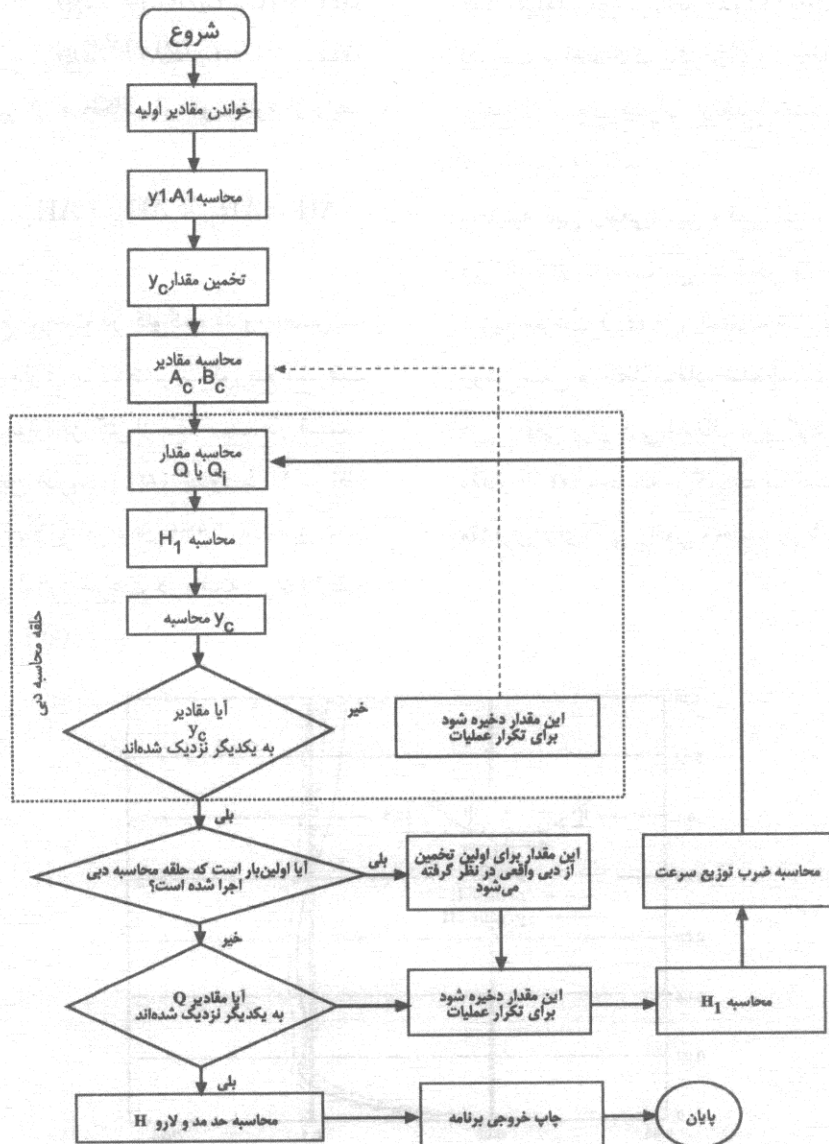 شروع
خواندن مقادیر اولیه
محاسبه y1،A1
تخمین مقدار yc
محاسبه مقادیر
Ac ،Bc
محاسبه مقدار
Qi یا Q
محاسبه H1
محاسبه yc
حلقه محاسبه دبی
آیا مقادیر
yc
به یکدیگر نزدیک شده‌اند
خیر
این مقدار ذخیره شود
برای تکرار عملیات
بلی
آیا اولین‌بار است که حلقه محاسبه دبی
اجرا شده است؟
بلی
این مقدار برای اولین تخمین
از دبی واقعی در نظر گرفته
می‌شود
محاسبه ضرب توزیع سرعت
خیر
آیا مقادیر Q
به یکدیگر نزدیک شده‌اند
این مقدار ذخیره شود
برای تکرار عملیات
محاسبه H1
بلی
محاسبه حد مد و لارو H
چاپ خروجی برنامه
پایان